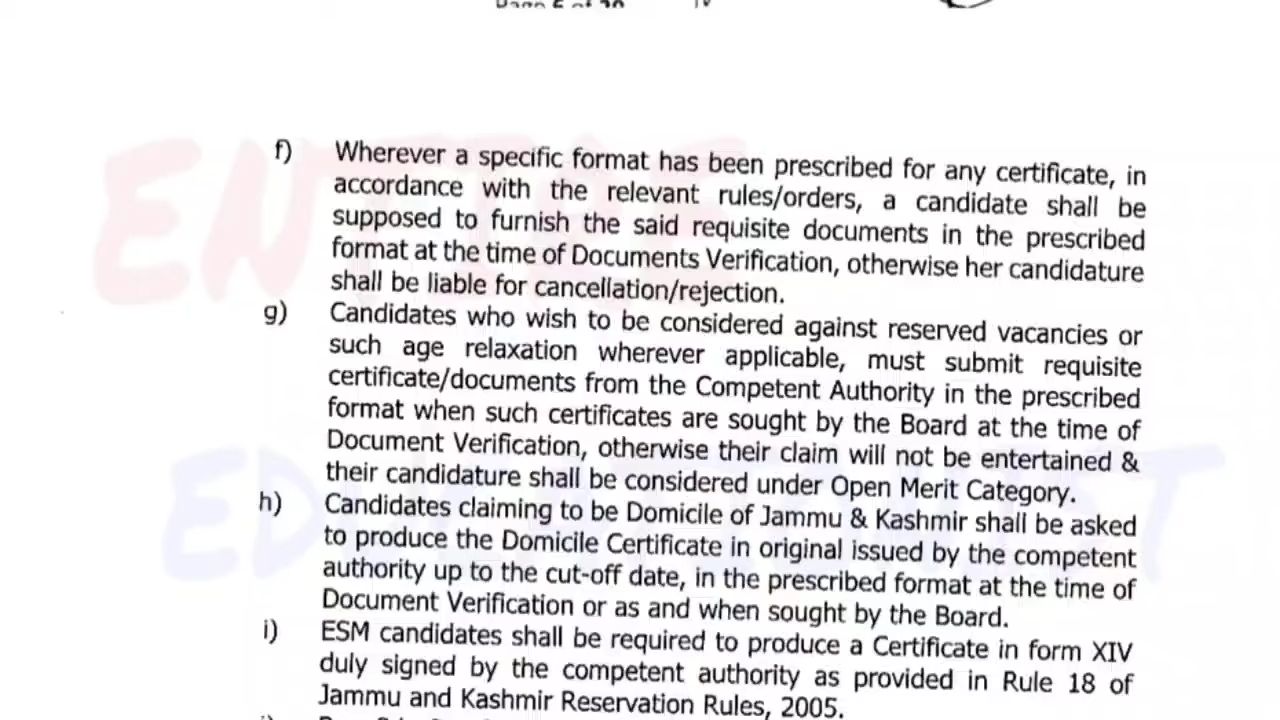 f) Wherever a specific format has been prescribed for any certificate, in
accordance with the relevant rules/orders, a candidate shall be
supposed to furnish the said requisite documents in the prescribed
format at the time of Documents Verification, otherwise her candidature
shall be liable for cancellation/rejection.
g) Candidates who wish to be considered against reserved vacancies or
such age relaxation wherever applicable, must submit requisite
certificate/documents from the Competent Authority in the prescribed
format when such certificates are sought by the Board at the time of
Document Verification, otherwise their claim will not be entertained &
their candidature shall be considered under Open Merit Category.
h) Candidates claiming to be Domicile of Jammu & Kashmir shall be asked
to produce the Domicile Certificate in original issued by the competent
authority up to the cut-off date, in the prescribed format at the time of
Document Verification or as and when sought by the Board.
i) ESM candidates shall be required to produce a Certificate in form XIV
duly signed by the competent authority as provided in Rule 18 of
Jammu and Kashmir Reservation Rules, 2005.